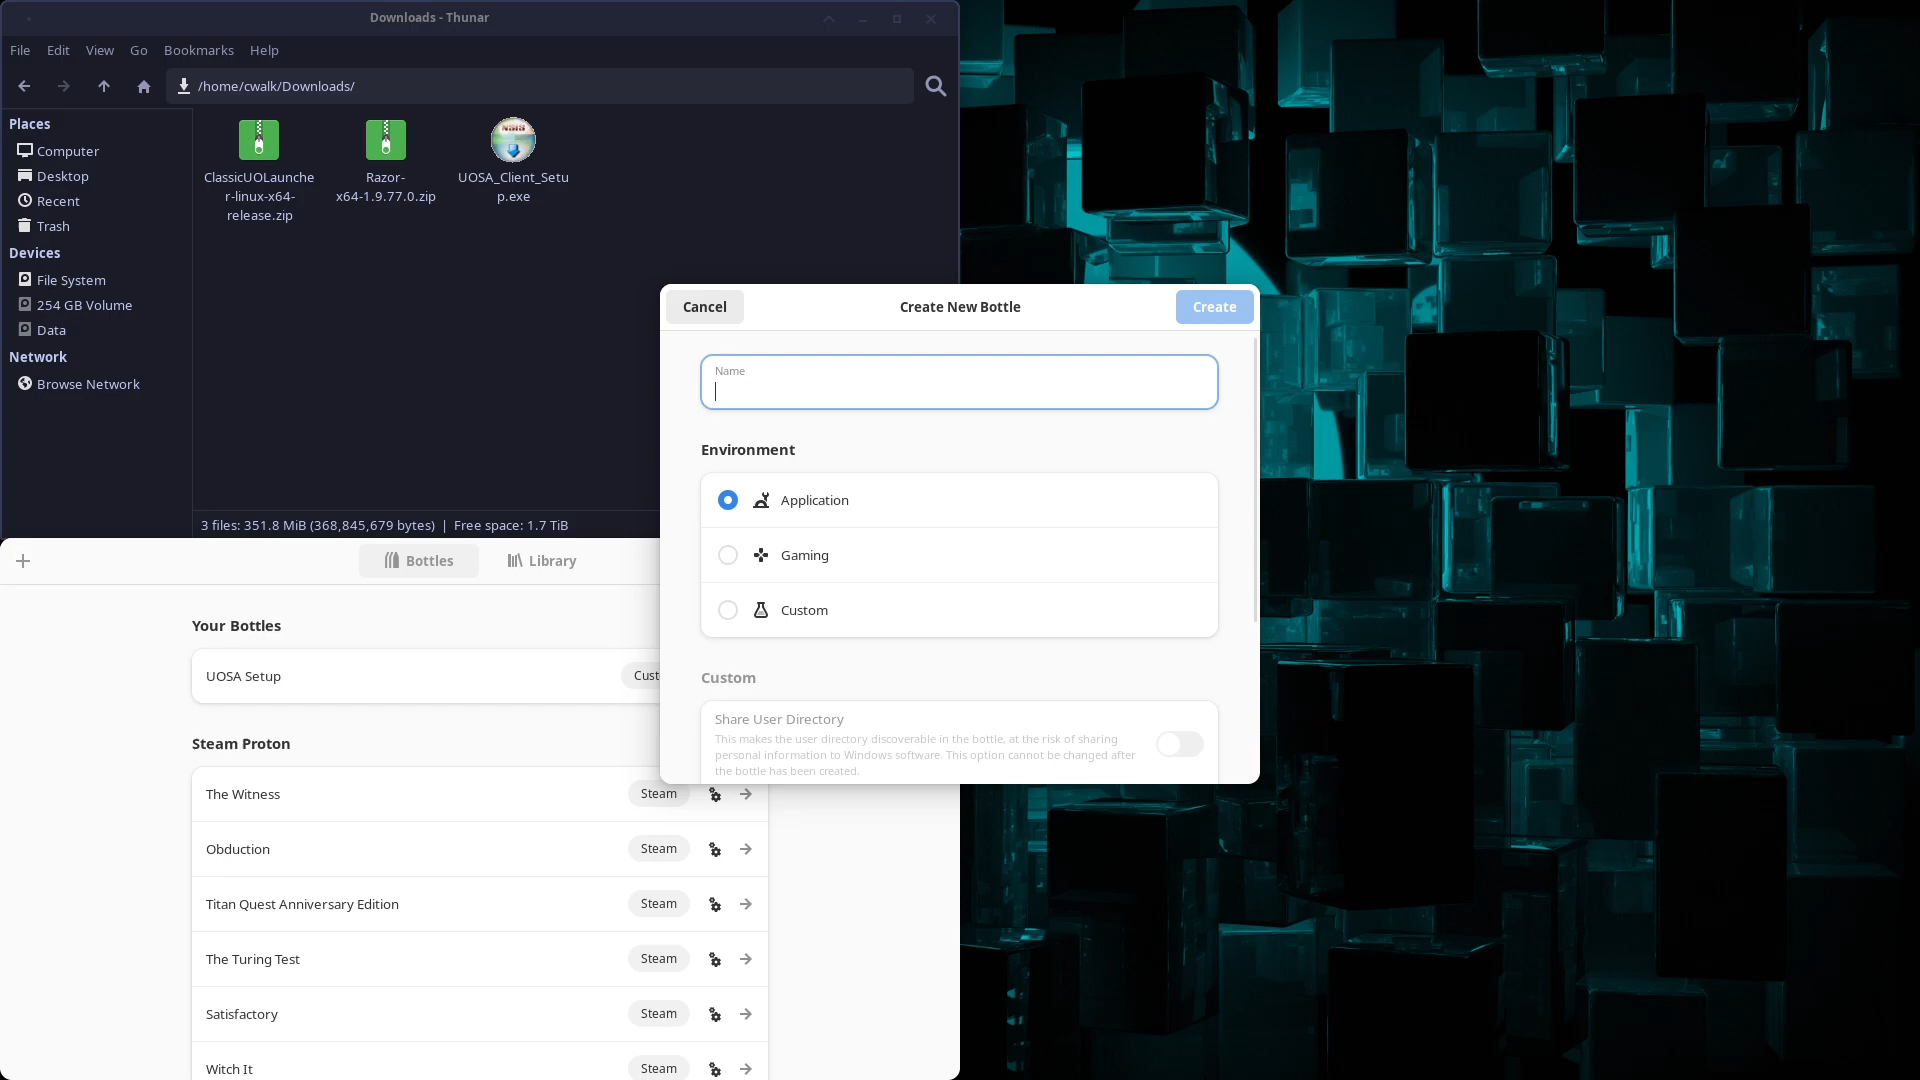 Downloads - Thunar
File Edit View Go Bookmarks Help
/home/cwalk/Downloads/
Places
Computer
Desktop
Recent
Trash
Devices
File System
254 GB Volume
Data
Network
Browse Network
ClassicUOLaunche
r-linux-x64-
release.zip
Razor-
x64-1.9.77.0.zip
NSIS
UOSA_Client_Setu
p.exe
3 files: 351.8 MiB (368,845,679 bytes) | Free space: 1.7 TiB
Bottles Library
Your Bottles
UOSA Setup Cust
Steam Proton
The Witness Steam
Obduction Steam
Titan Quest Anniversary Edition Steam
The Turing Test Steam
Satisfactory Steam
Witch It Steam
Cancel Create New Bottle Create
Name
Environment
Application
Gaming
Custom
Custom
Share User Directory
This makes the user directory discoverable in the bottle, at the risk of sharing
personal information to Windows software. This option cannot be changed after
the bottle has been created.